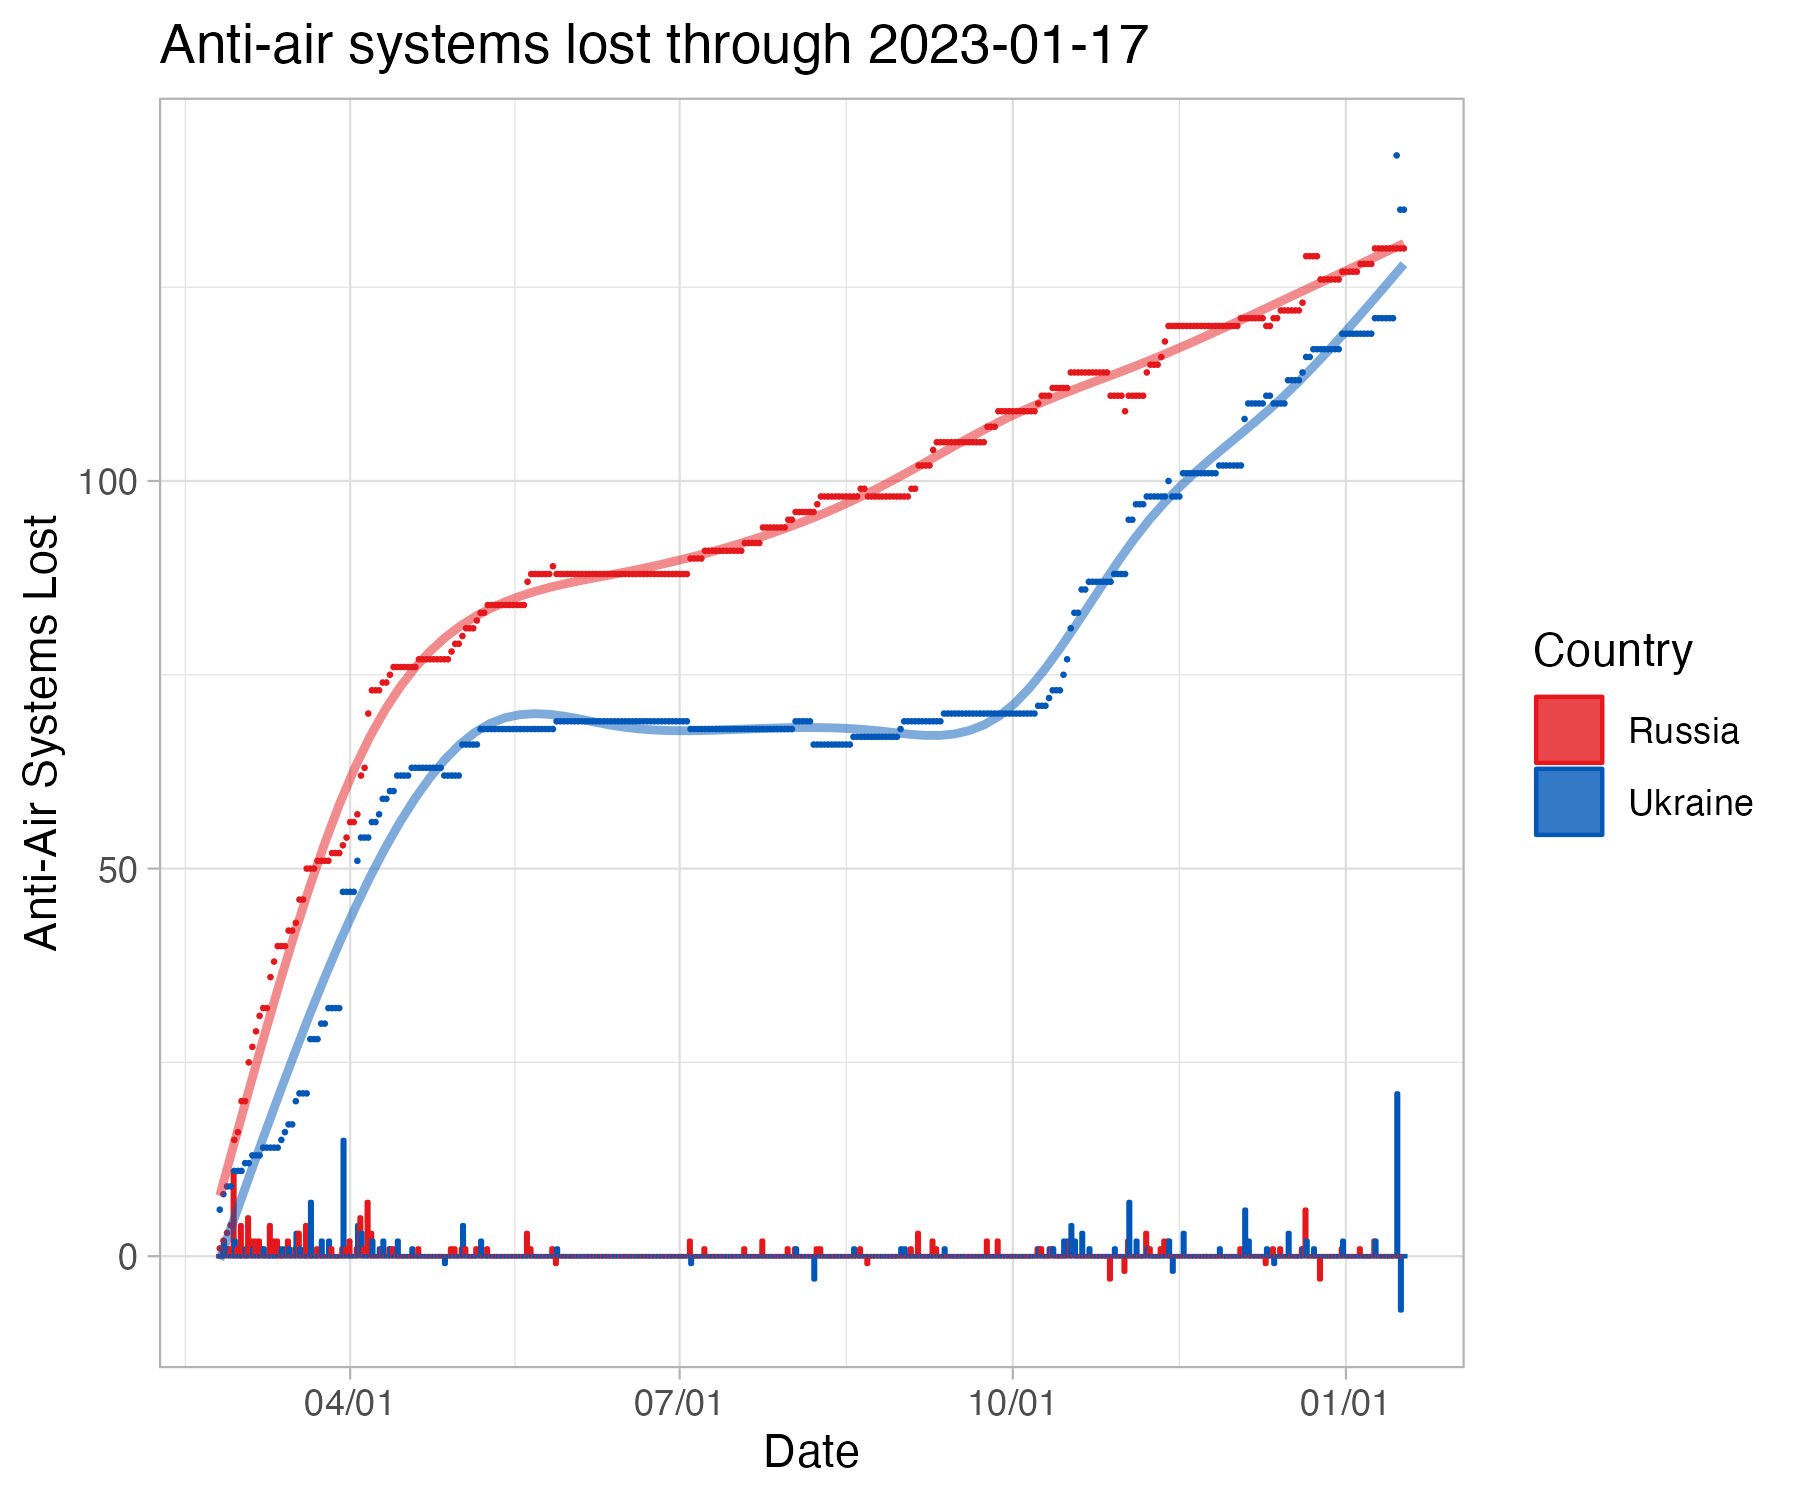 Anti-air systems lost through 2023-01-17
Anti-Air Systems Lost
100
50
0
04/01
07/01
10/01
01/01
Date
Country
Russia
Ukraine